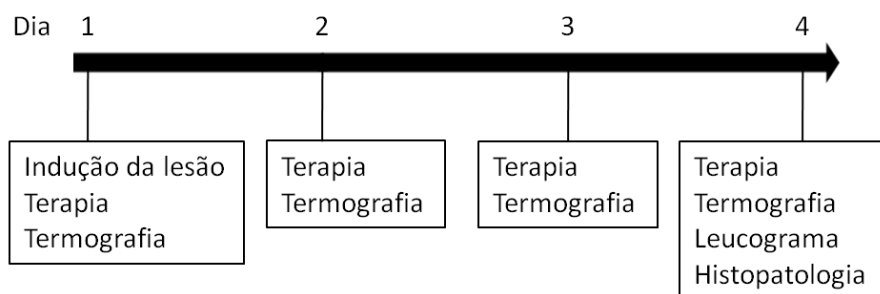 Dia 1 2 3 4
Indução da lesão
Terapia
Termografia
Terapia
Termografia
Terapia
Termografia
Terapia
Termografia
Leucograma
Histopatologia